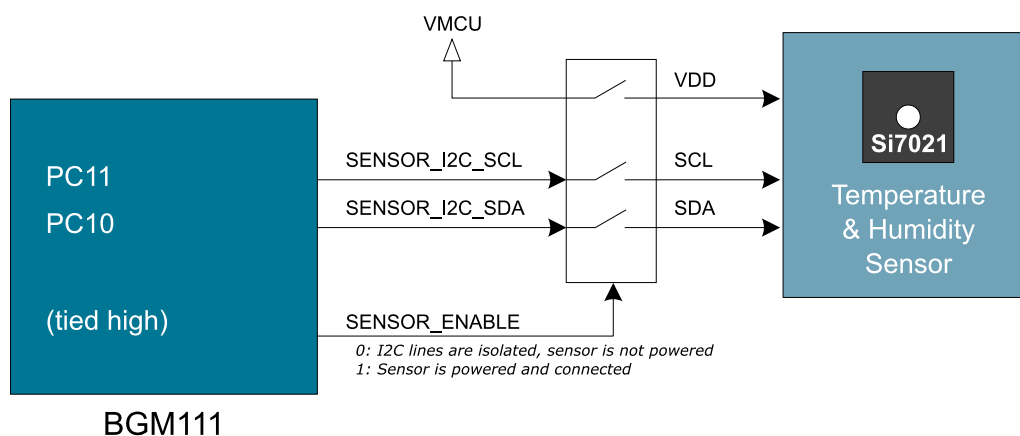 VMCU
VDD
Si7021
PC11
SENSOR_I2C_SCL
SCL
PC10
SENSOR_I2C_SDA
SDA
Temperature
& Humidity
Sensor
(tied high)
SENSOR_ENABLE
0: I2C lines are isolated, sensor is not powered
1: Sensor is powered and connected
BGM111